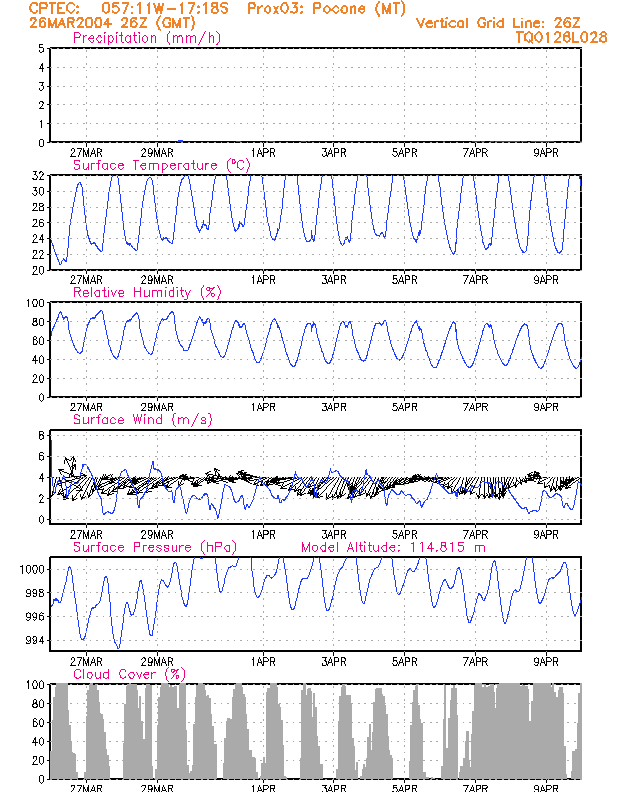 CPTEC: 057:11W-17:18S Prox03: Pocone (MT)
26MAR2004 26Z (GMT) Vertical Grid Line: 26Z
Precipitation (mm/h) TQ0126L028
5
4
3
2
1
0
27MAR 29MAR 1APR 3APR 5APR 7APR 9APR
Surface Temperature (°C)
32
30
28
26
24
22
20
27MAR 29MAR 1APR 3APR 5APR 7APR 9APR
Relative Humidity (%)
100
80
60
40
20
0
27MAR 29MAR 1APR 3APR 5APR 7APR 9APR
Surface Wind (m/s)
8
6
4
2
0
27MAR 29MAR 1APR 3APR 5APR 7APR 9APR
Surface Pressure (hPa) Model Altitude: 114.815 m
1000
998
996
994
27MAR 29MAR 1APR 3APR 5APR 7APR 9APR
Cloud Cover (%)
100
80
60
40
20
0
27MAR 29MAR 1APR 3APR 5APR 7APR 9APR